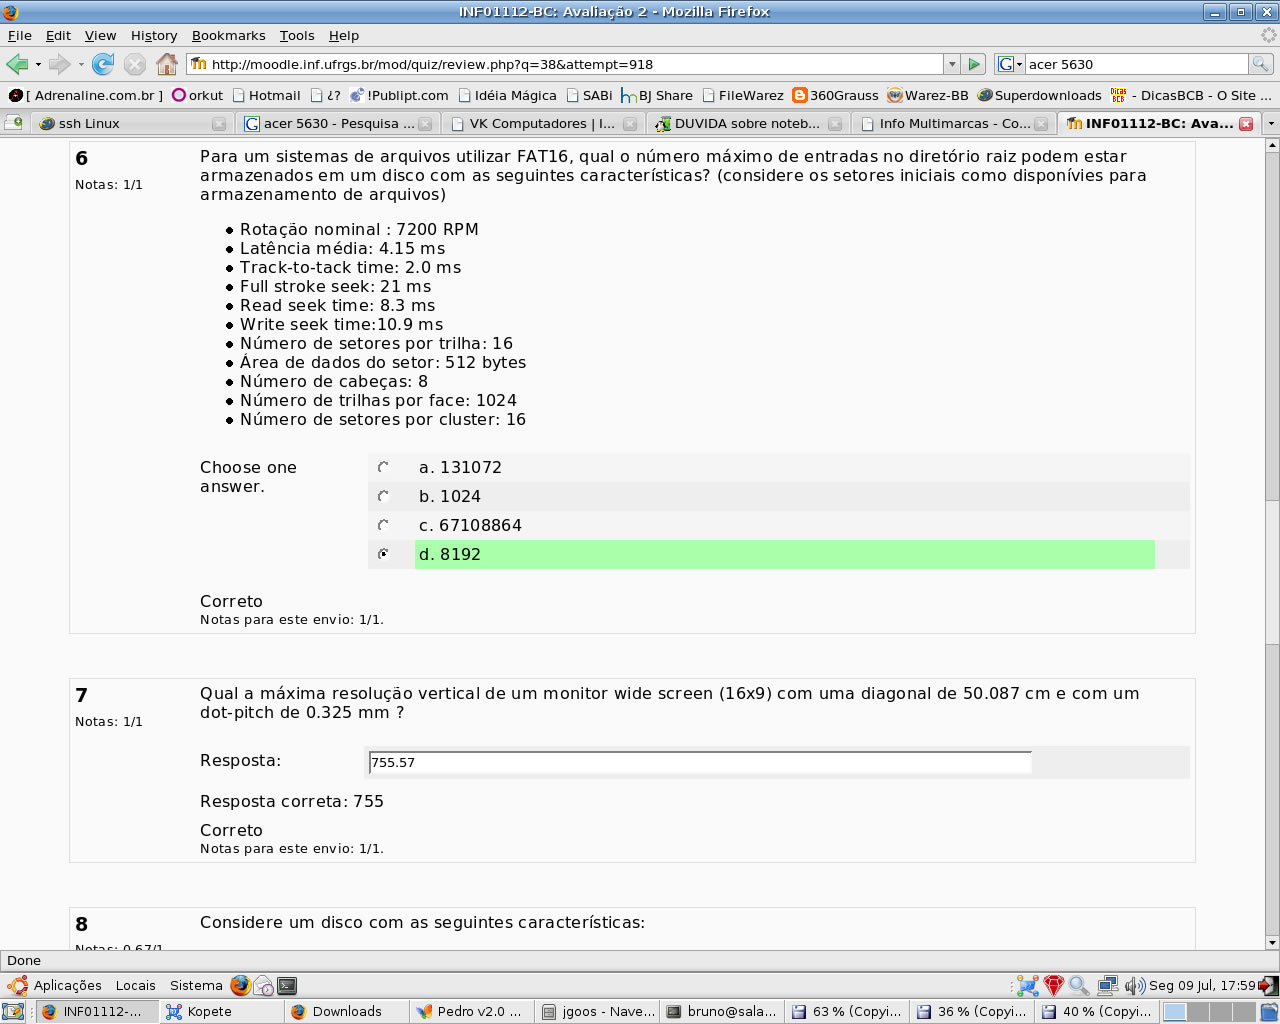 INF01112-BC: Avaliação 2 - Mozilla Firefox
File Edit View History Bookmarks Tools Help
http://moodle.inf.ufrgs.br/mod/quiz/review.php?q=38&attempt=918
acer 5630
[ Adrenaline.com.br ] orkut Hotmail ¿? !Publipt.com Idéia Mágica SABi BJ Share FileWarez 360Grauss Warez-BB Superdownloads - DicasBCB - O Site ...
ssh Linux acer 5630 - Pesquisa ... VK Computadores | I... DUVIDA sobre noteb... Info Multimarcas - Co... INF01112-BC: Ava...
6
Notas: 1/1
Para um sistemas de arquivos utilizar FAT16, qual o número máximo de entradas no diretório raiz podem estar
armazenados em um disco com as seguintes características? (considere os setores iniciais como disponívies para
armazenamento de arquivos)
Rotação nominal : 7200 RPM
Latência média: 4.15 ms
Track-to-tack time: 2.0 ms
Full stroke seek: 21 ms
Read seek time: 8.3 ms
Write seek time:10.9 ms
Número de setores por trilha: 16
Área de dados do setor: 512 bytes
Número de cabeças: 8
Número de trilhas por face: 1024
Número de setores por cluster: 16
Choose one
answer.
a. 131072
b. 1024
c. 67108864
d. 8192
Correto
Notas para este envio: 1/1.
7
Notas: 1/1
Qual a máxima resolução vertical de um monitor wide screen (16x9) com uma diagonal de 50.087 cm e com um
dot-pitch de 0.325 mm ?
Resposta:
755.57
Resposta correta: 755
Correto
Notas para este envio: 1/1.
8
Notas: 0.67/1
Considere um disco com as seguintes características:
Done
Aplicações Locais Sistema Seg 09 Jul, 17:59
INF01112-... Kopete Downloads Pedro v2.0 ... jgoos - Nave... bruno@sala... 63 % (Copyi... 36 % (Copyi... 40 % (Copyi...